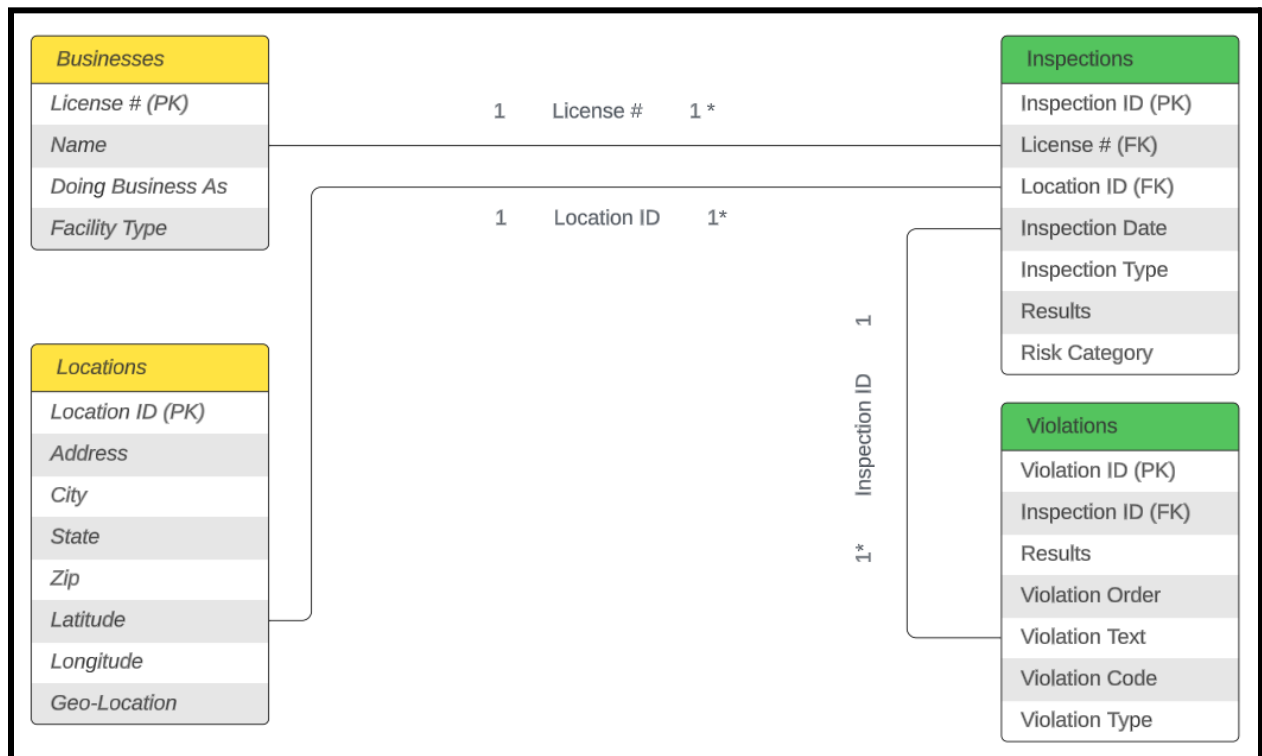 Businesses
License # (PK)
Name
Doing Business As
Facility Type
1 License # 1 *
1 Location ID 1*
Locations
Location ID (PK)
Address
City
State
Zip
Latitude
Longitude
Geo-Location
1* Inspection ID 1
Inspections
Inspection ID (PK)
License # (FK)
Location ID (FK)
Inspection Date
Inspection Type
Results
Risk Category
Violations
Violation ID (PK)
Inspection ID (FK)
Results
Violation Order
Violation Text
Violation Code
Violation Type